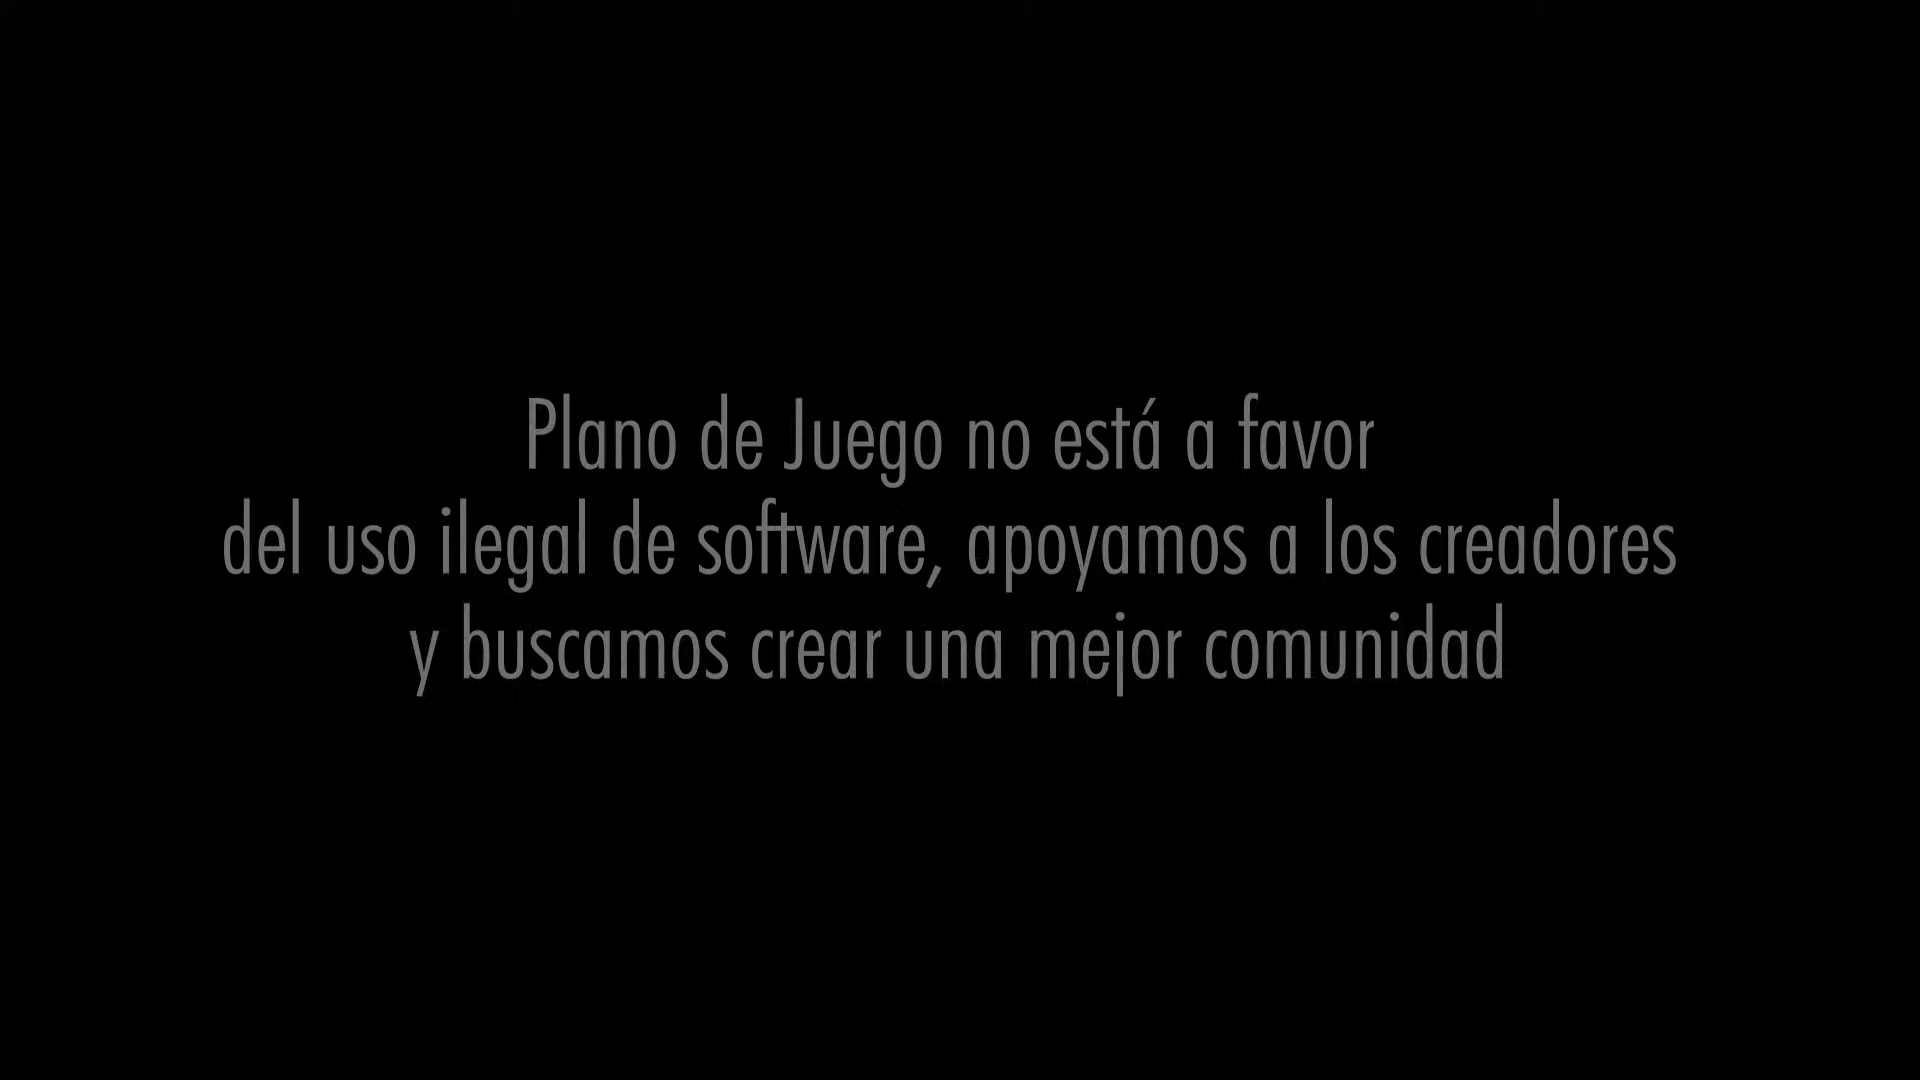 Plano de Juego no está a favor
del uso ilegal de software, apoyamos a los creadores
y buscamos crear una mejor comunidad